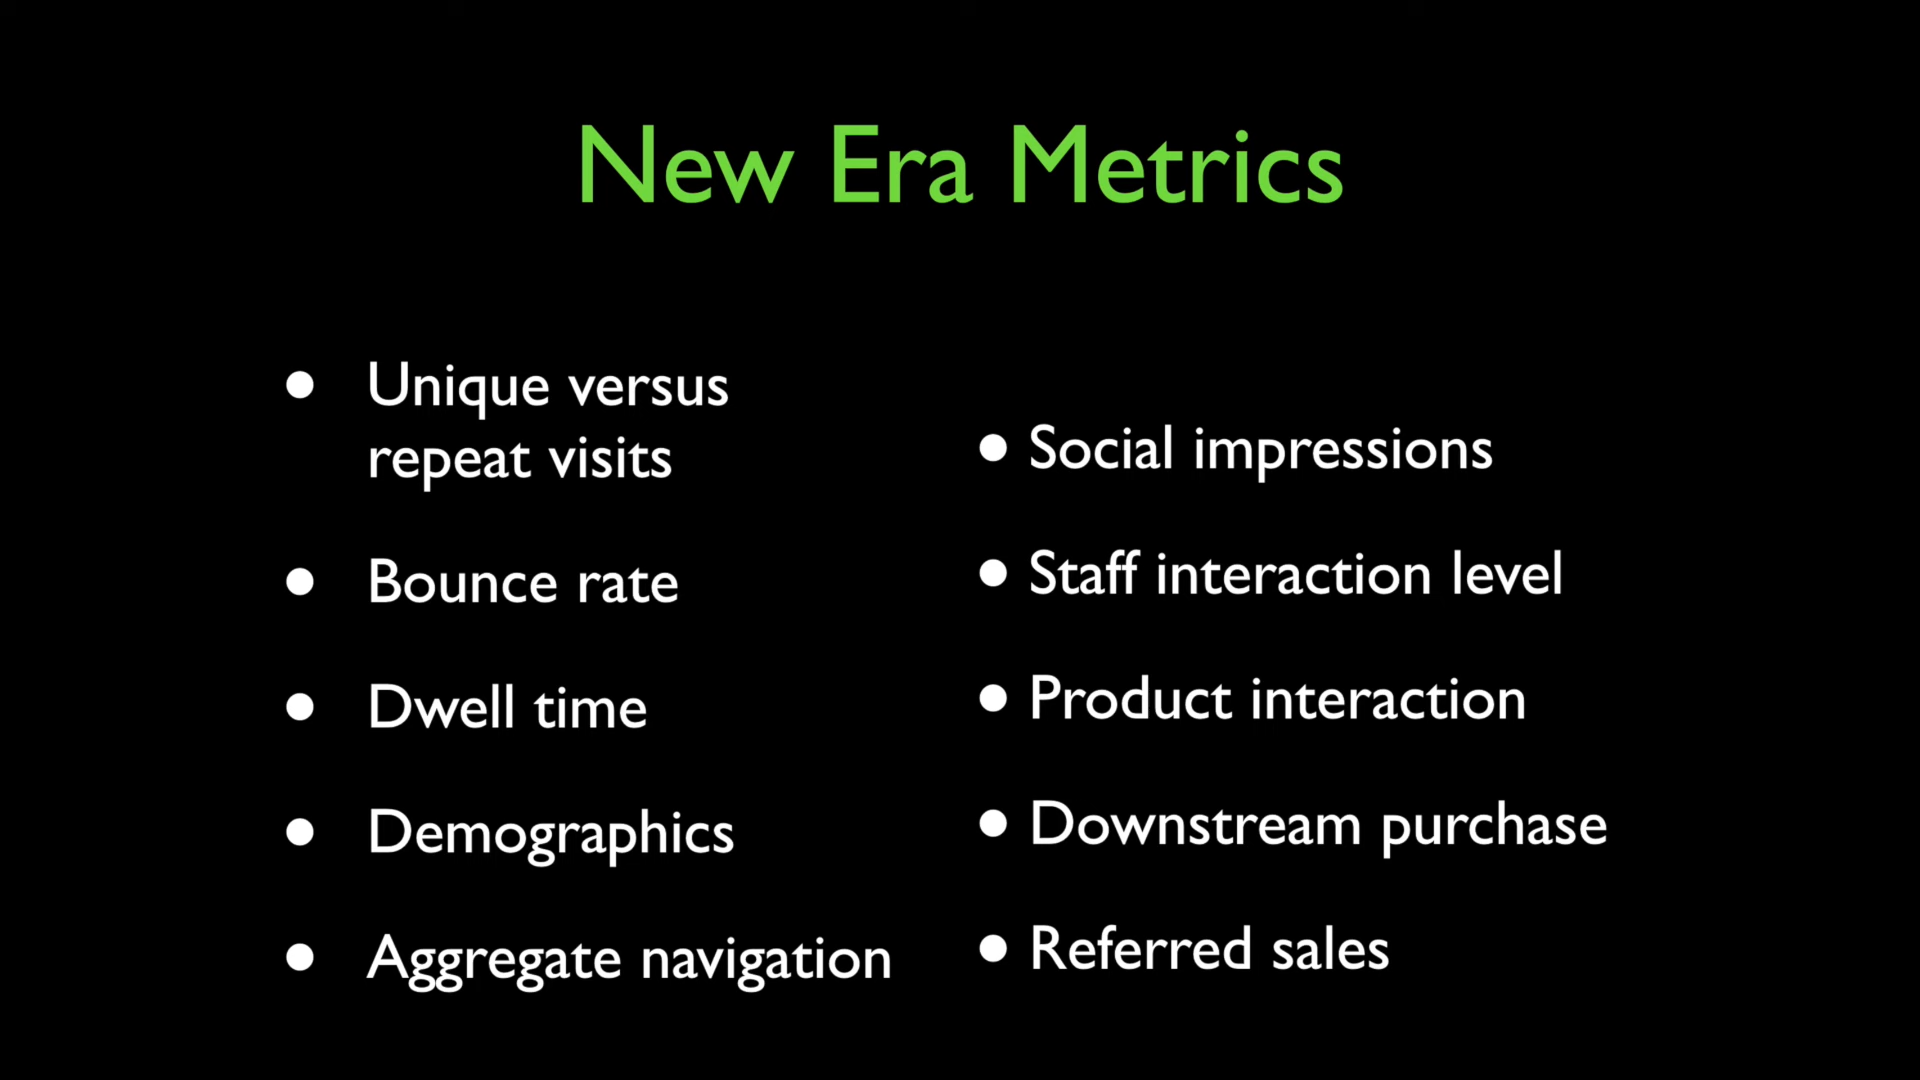 New Era Metrics
● Unique versus
repeat visits
● Bounce rate
● Dwell time
● Demographics
● Aggregate navigation
● Social impressions
● Staff interaction level
● Product interaction
● Downstream purchase
● Referred sales